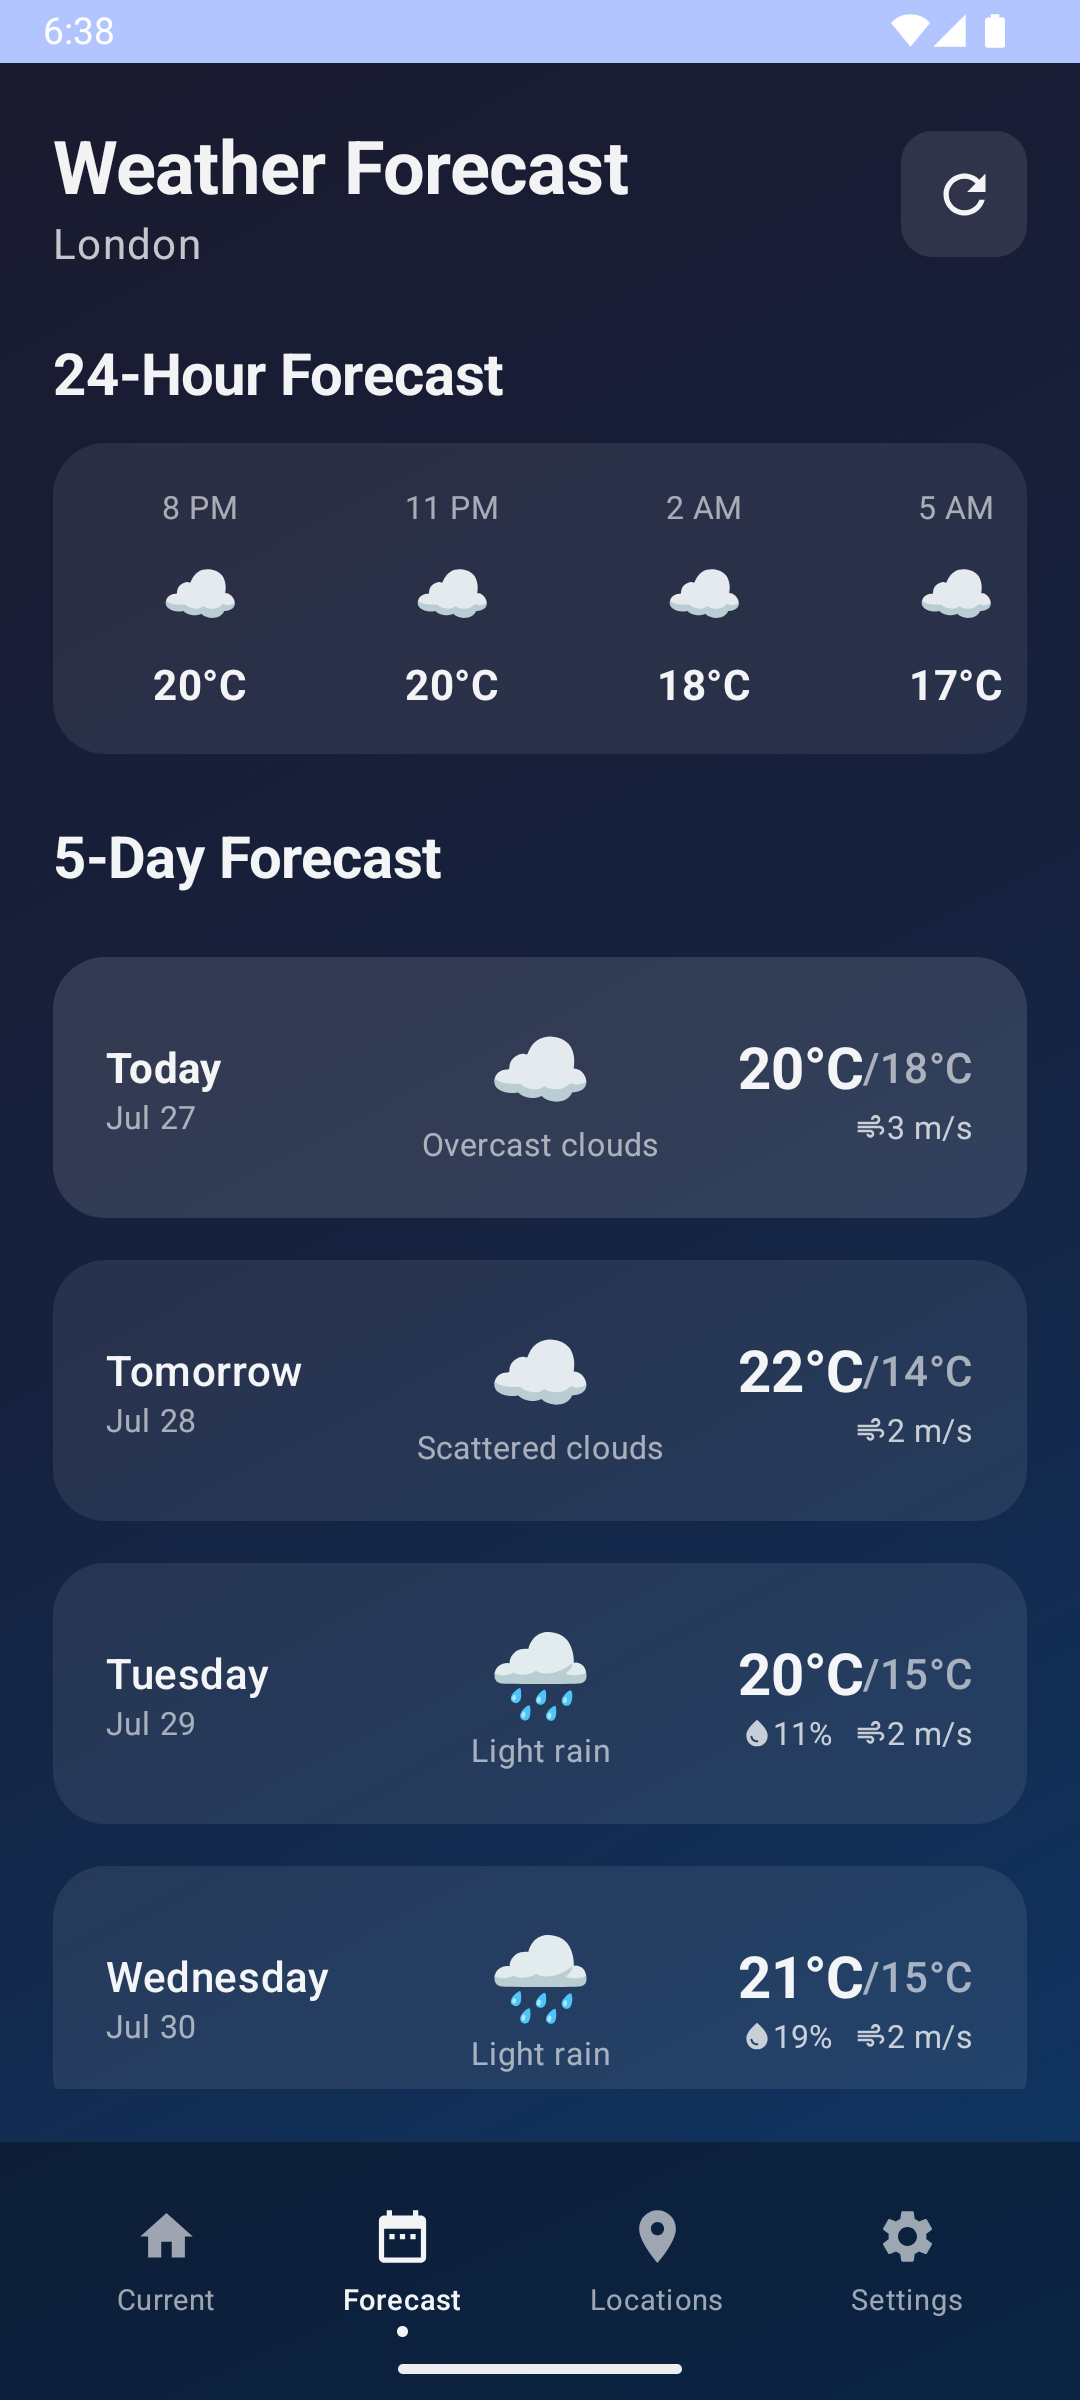 6:38
Weather Forecast
London
24-Hour Forecast
8 PM 11 PM 2 AM 5 AM
20°C 20°C 18°C 17°C
5-Day Forecast
Today
Jul 27
Overcast clouds
20°C/18°C
3 m/s
Tomorrow
Jul 28
Scattered clouds
22°C/14°C
2 m/s
Tuesday
Jul 29
Light rain
20°C/15°C
11% 2 m/s
Wednesday
Jul 30
Light rain
21°C/15°C
19% 2 m/s
Current Forecast Locations Settings